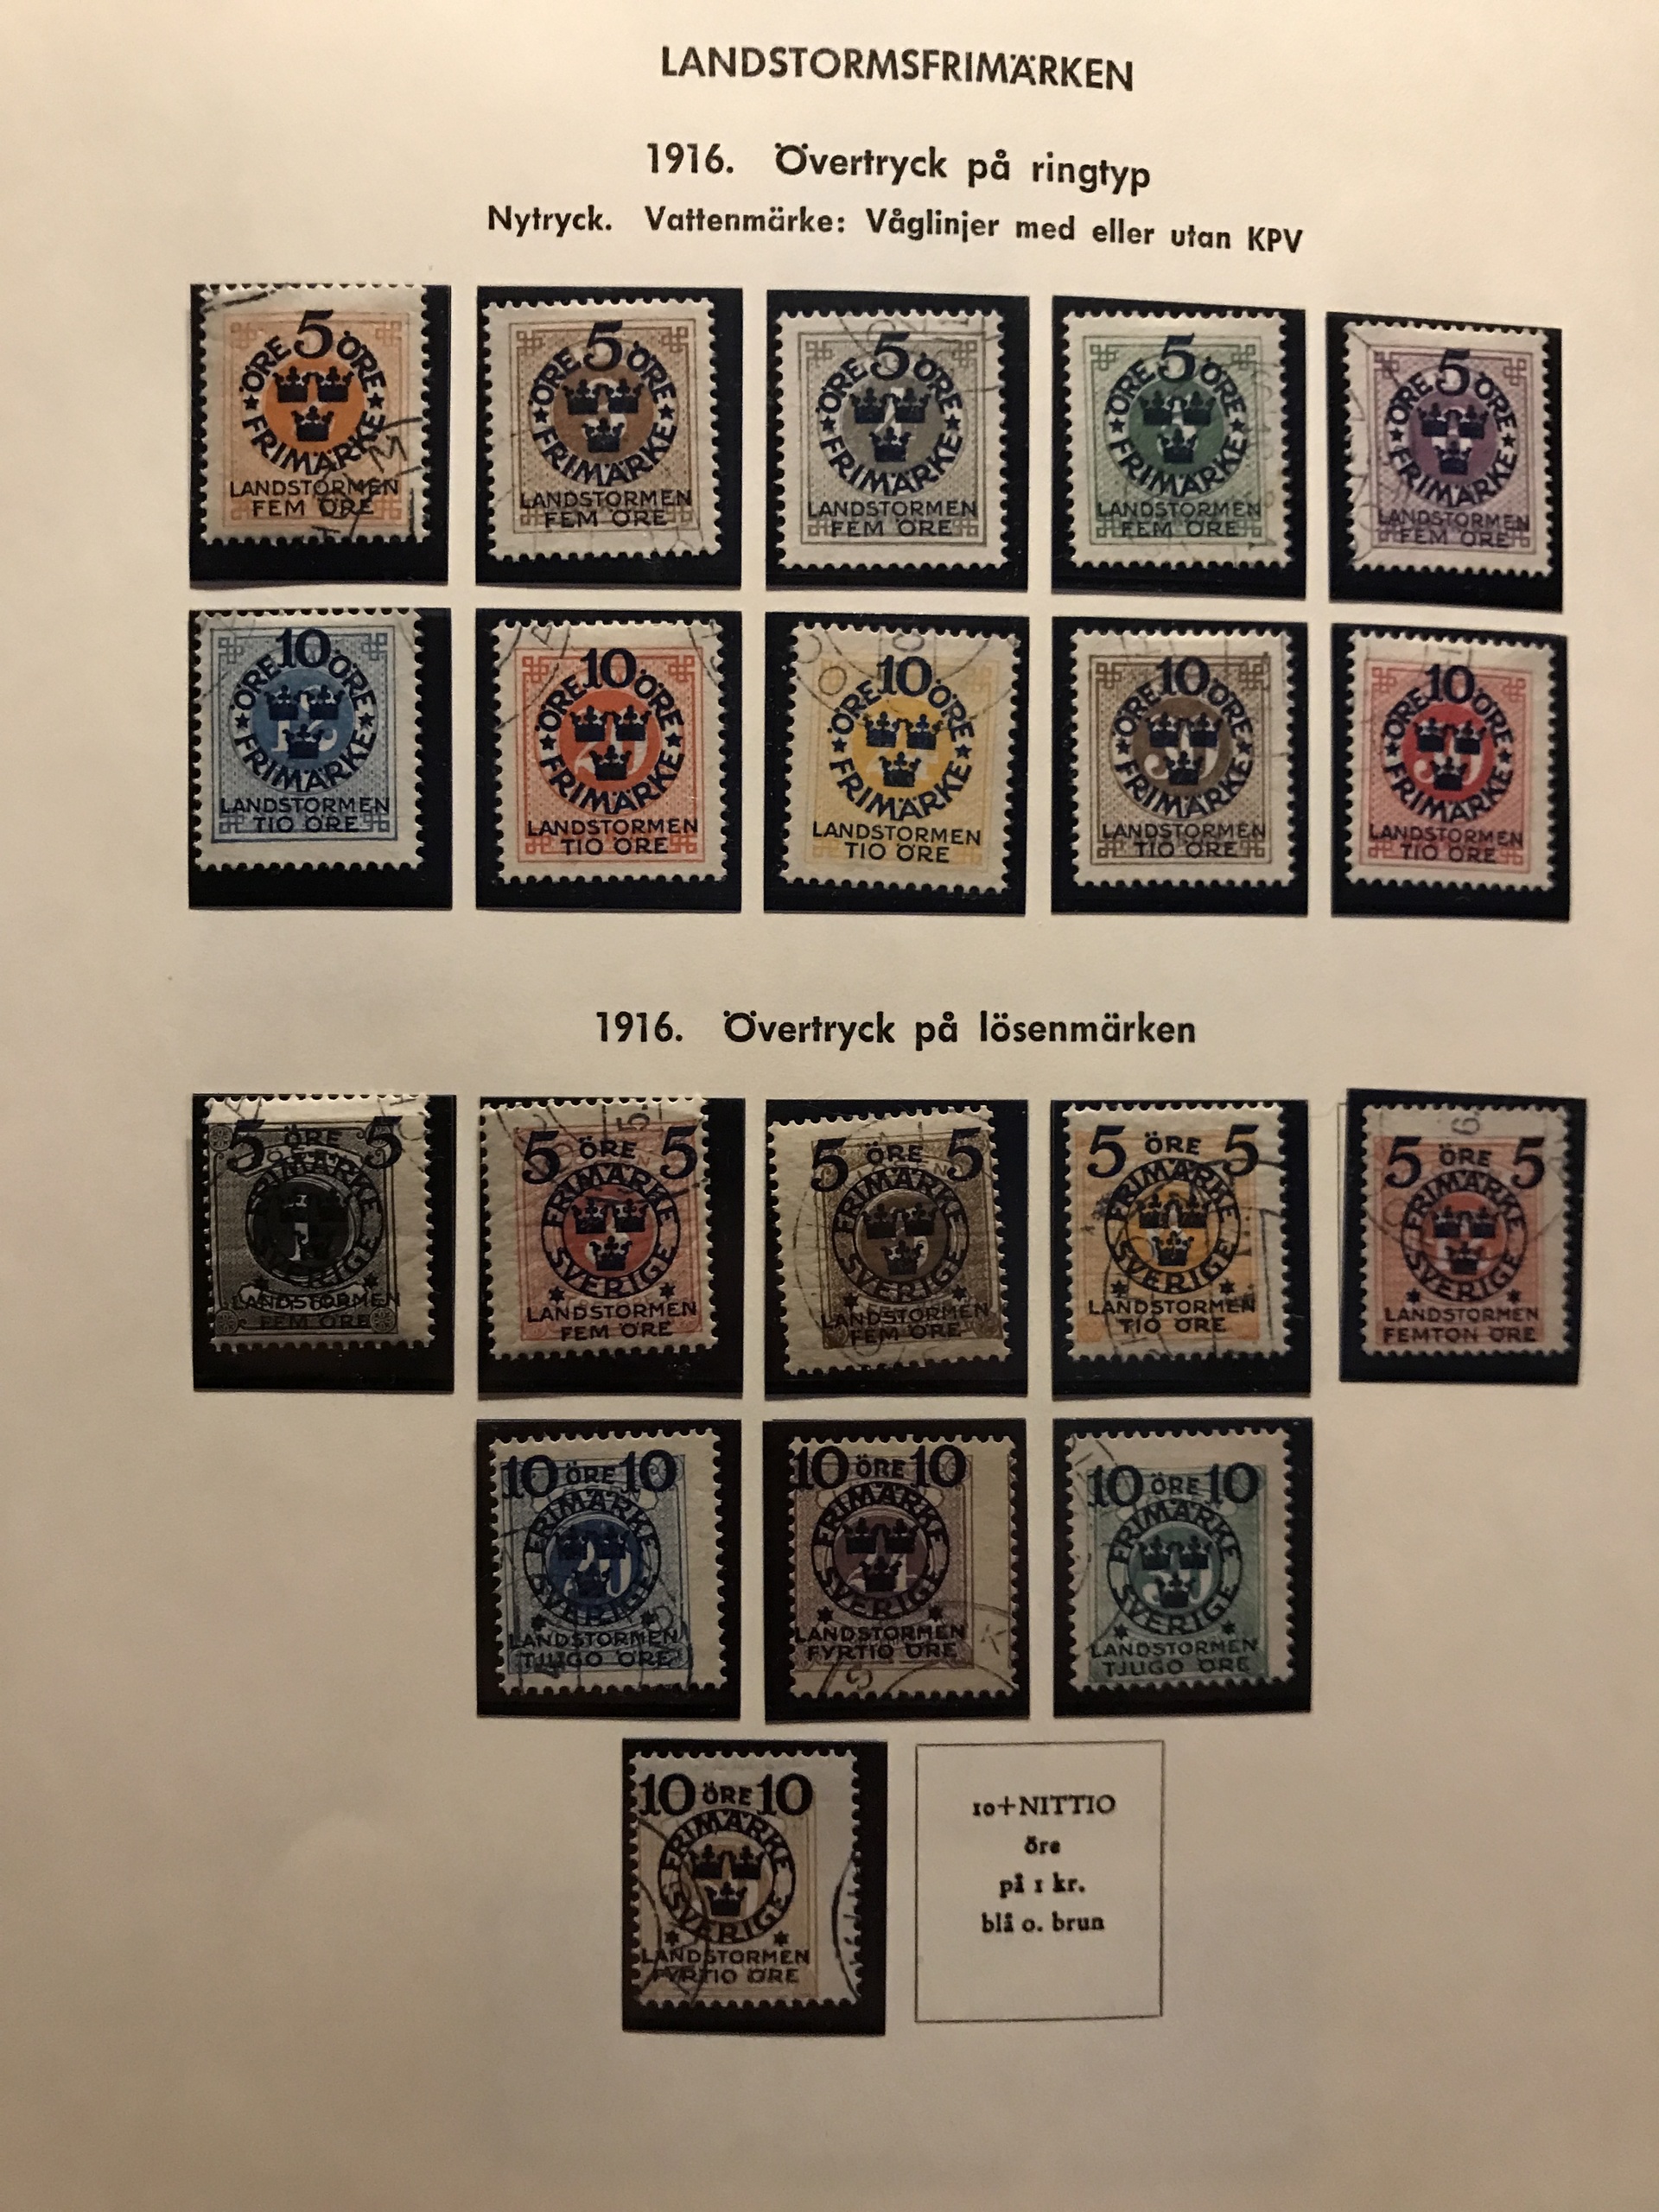 LANDSTORMSFRIMÄRKEN
1916. Övertryck på ringtyp
Nytryck. Vattenmärke: Våglinjer med eller utan KPV
5
ÖRE ÖRE
FRIMÄRKE
LANDSTORMEN
FEM ÖRE
5
ÖRE ÖRE
FRIMÄRKE
LANDSTORMEN
FEM ÖRE
5
ÖRE ÖRE
4
FRIMÄRKE
LANDSTORMEN
FEM ÖRE
5
ÖRE ÖRE
FRIMÄRKE
LANDSTORMEN
FEM ÖRE
5
ÖRE ÖRE
FRIMÄRKE
LANDSTORMEN
FEM ÖRE
10
ÖRE ÖRE
12
FRIMÄRKE
LANDSTORMEN
TIO ÖRE
10
ÖRE ÖRE
20
FRIMÄRKE
LANDSTORMEN
TIO ÖRE
10
ÖRE ÖRE
24
FRIMÄRKE
LANDSTORMEN
TIO ÖRE
10
ÖRE ÖRE
FRIMÄRKE
LANDSTORMEN
TIO ÖRE
10
ÖRE ÖRE
FRIMÄRKE
LANDSTORMEN
TIO ÖRE
1916. Övertryck på lösenmärken
5 ÖRE 5
FRIMÄRKE
1
SVERIGE
LANDSTORMEN
FEM ÖRE
5 ÖRE 5
FRIMÄRKE
SVERIGE
LANDSTORMEN
FEM ÖRE
5 ÖRE 5
FRIMÄRKE
SVERIGE
LANDSTORMEN
FEM ÖRE
5 ÖRE 5
FRIMÄRKE
SVERIGE
LANDSTORMEN
TIO ÖRE
5 ÖRE 5
FRIMÄRKE
SVERIGE
LANDSTORMEN
FEMTON ÖRE
10 ÖRE 10
FRIMÄRKE
20
SVERIGE
LANDSTORMEN
TJUGO ÖRE
10 ÖRE 10
FRIMÄRKE
24
SVERIGE
LANDSTORMEN
FYRTIO ÖRE
10 ÖRE 10
FRIMÄRKE
SVERIGE
LANDSTORMEN
TJUGO ÖRE
10 ÖRE 10
FRIMÄRKE
SVERIGE
LANDSTORMEN
FYRTIO ÖRE
10+NITTIO
öre
på 1 kr.
blå o. brun